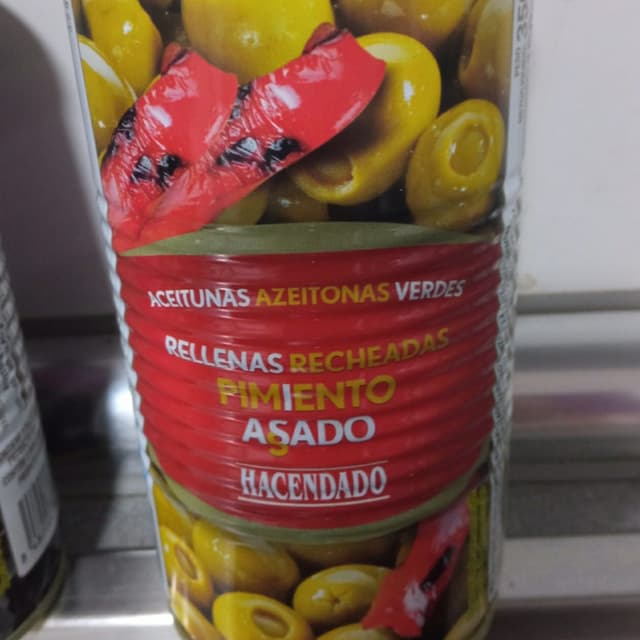 ACEITUNAS AZEITONAS VERDES
RELLENAS RECHEADAS
PIMIENTO
ASADO
HACENDADO